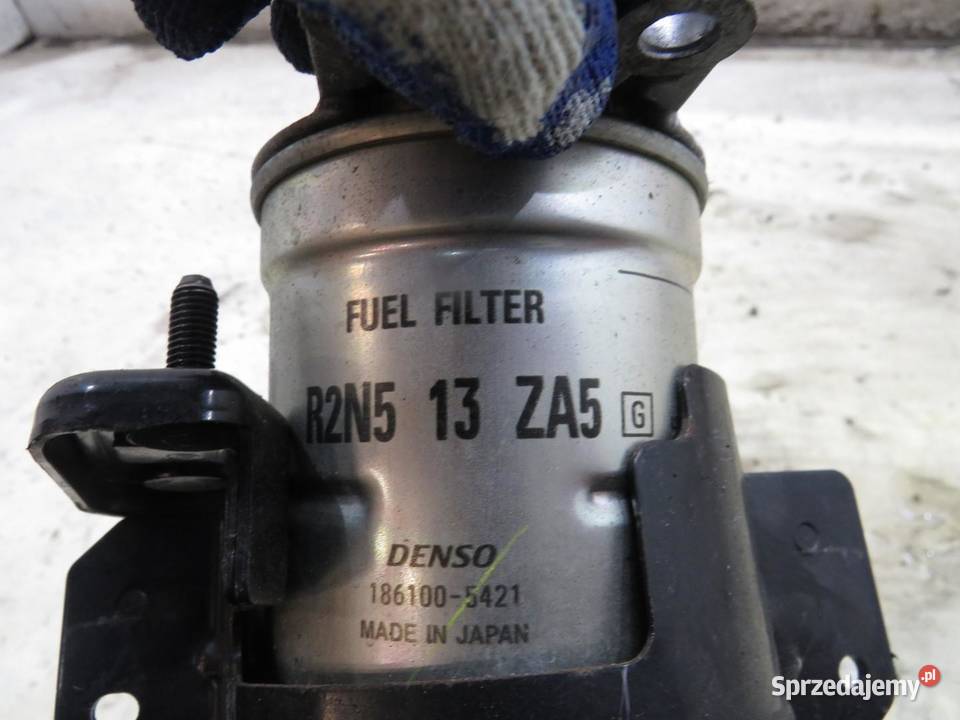 FUEL FILTER
R2N5 13 ZA5 G
DENSO
186100-5421
MADE IN JAPAN
Sprzedajemy.pl